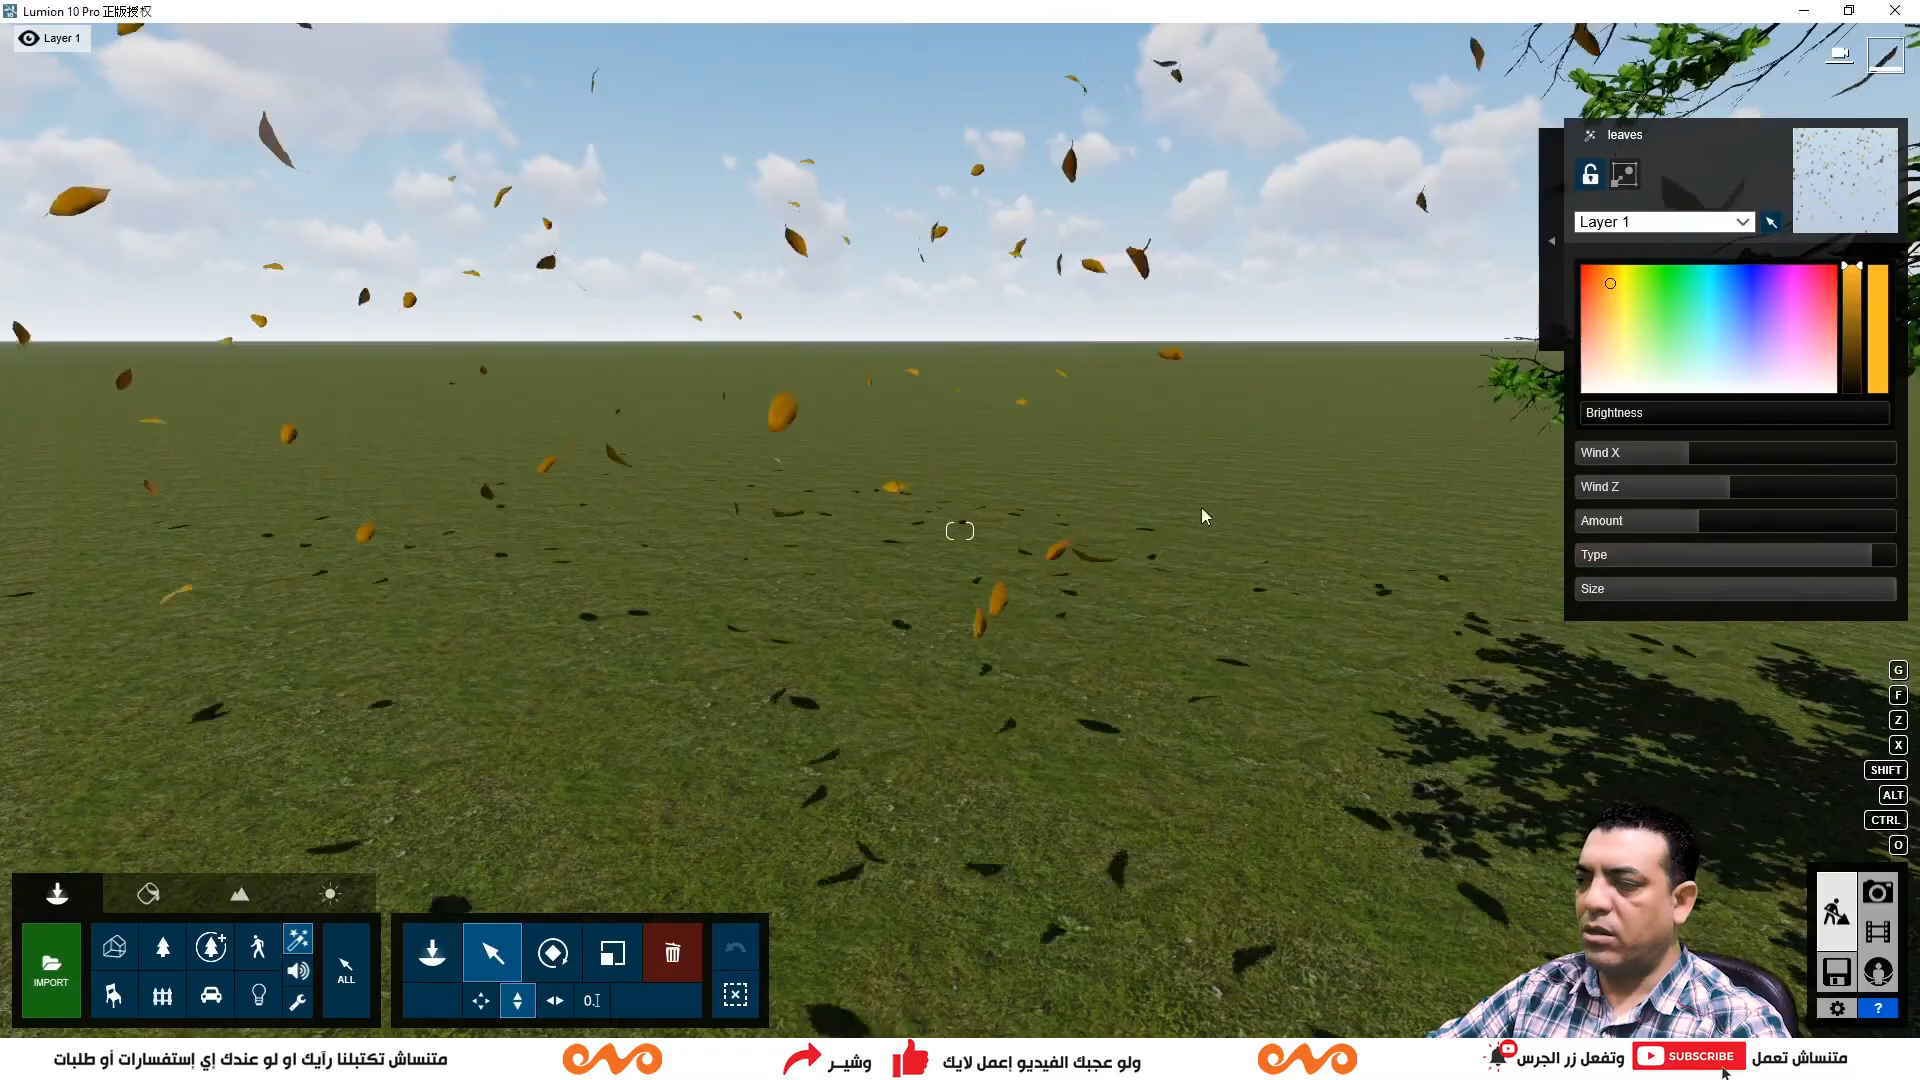 Lumion 10 Pro 正版授权
Layer 1
leaves
Layer 1
Brightness
Wind X
Wind Z
Amount
Type
Size
G
F
Z
X
SHIFT
ALT
CTRL
O
IMPORT
ALL
?
متنساش تكتبلنا رأيك او لو عندك إي إستفسارات أو طلبات
ولو عجبك الفيديو إعمل لايك
وشير
متنساش تعمل
SUBSCRIBE
وتفعل زر الجرس